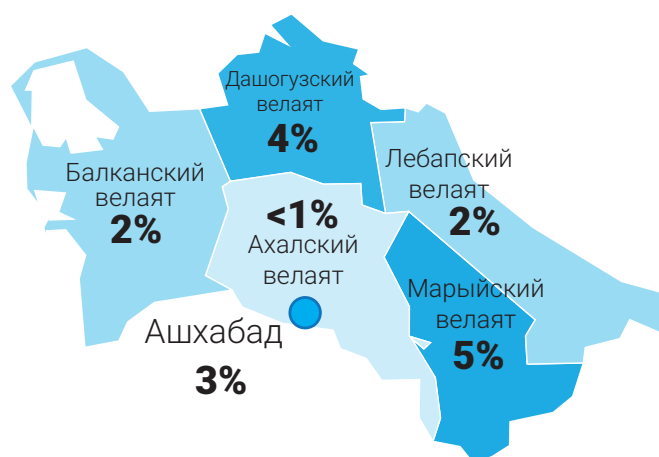 Дашогузский
велаят
4%
Балканский
велаят
2%
Лебапский
велаят
2%
<1%
Ахалский
велаят
Марыйский
велаят
5%
Ашхабад
3%